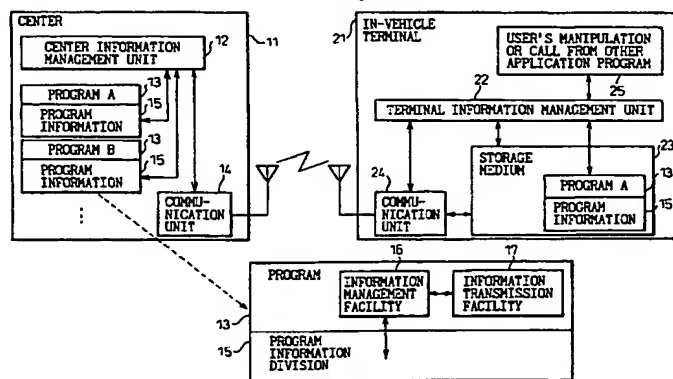 CENTER
11
CENTER INFORMATION
MANAGEMENT UNIT
12
PROGRAM A
13
PROGRAM
INFORMATION
15
PROGRAM B
13
PROGRAM
INFORMATION
15
14
COMMU-
NICATION
UNIT
21
IN-VEHICLE
TERMINAL
USER'S MANIPULATION
OR CALL FROM OTHER
APPLICATION PROGRAM
25
22
TERMINAL INFORMATION MANAGEMENT UNIT
24
COMMU-
NICATION
UNIT
STORAGE
MEDIUM
23
PROGRAM A
13
PROGRAM
INFORMATION
15
PROGRAM
13
16
INFORMATION
MANAGEMENT
FACILITY
17
INFORMATION
TRANSMISSION
FACILITY
15
PROGRAM
INFORMATION
DIVISION